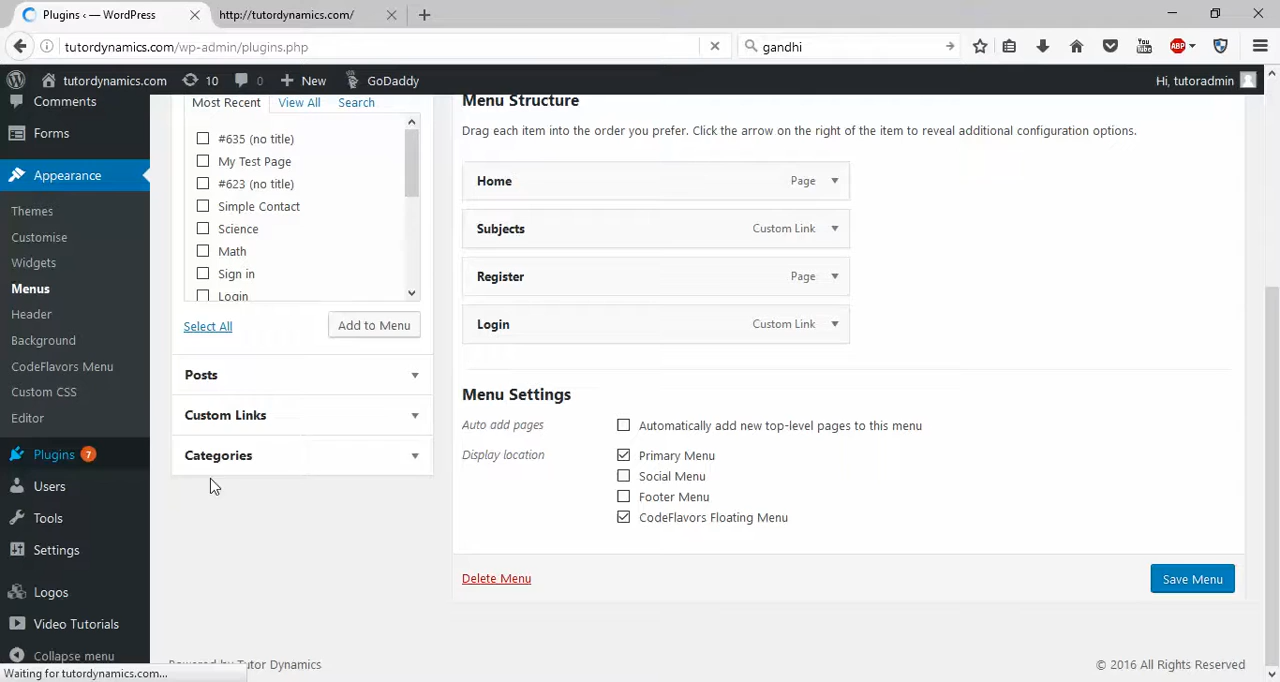 Plugins ‹ — WordPress
http://tutordynamics.com/
tutordynamics.com/wp-admin/plugins.php
gandhi
You
ABP
tutordynamics.com
10
0
New
GoDaddy
Hi, tutoradmin
Comments
Forms
Appearance
Themes
Customise
Widgets
Menus
Header
Background
CodeFlavors Menu
Custom CSS
Editor
Plugins 7
Users
Tools
Settings
Logos
Video Tutorials
Collapse menu
Most Recent
View All
Search
#635 (no title)
My Test Page
#623 (no title)
Simple Contact
Science
Math
Sign in
Login
Select All
Add to Menu
Posts
Custom Links
Categories
Menu Structure
Drag each item into the order you prefer. Click the arrow on the right of the item to reveal additional configuration options.
Home Page
Subjects Custom Link
Register Page
Login Custom Link
Menu Settings
Auto add pages
Automatically add new top-level pages to this menu
Display location
Primary Menu
Social Menu
Footer Menu
CodeFlavors Floating Menu
Delete Menu
Save Menu
Powered by Tutor Dynamics
© 2016 All Rights Reserved
Waiting for tutordynamics.com...